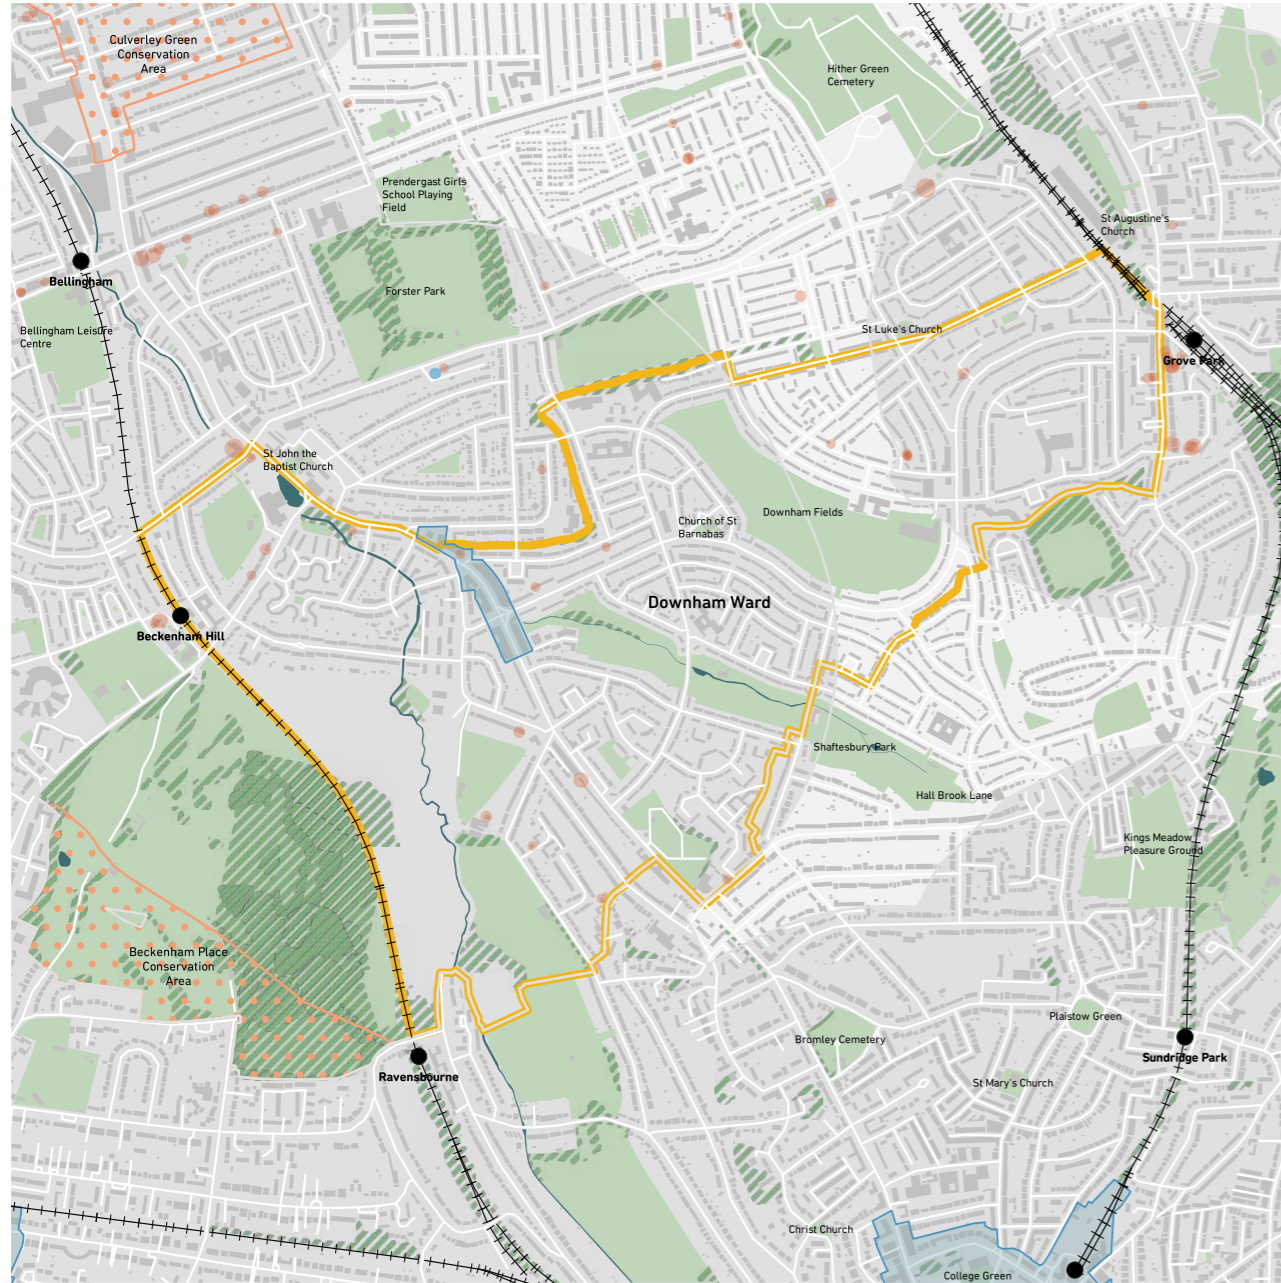 Culverley Green
Conservation
Area
Hither Green
Cemetery
Prendergast Girls
School Playing
Field
St Augustine's
Church
Bellingham
Forster Park
Bellingham Leisure
Centre
St Luke's Church
Grove Park
St John the
Baptist Church
Downham Fields
Church of St
Barnabas
Downham Ward
Beckenham Hill
Shaftesbury Park
Hall Brook Lane
Kings Meadow
Pleasure Ground
Beckenham Place
Conservation
Area
Plaistow Green
Bromley Cemetery
Sundridge Park
Ravensbourne
St Mary's Church
Christ Church
College Green